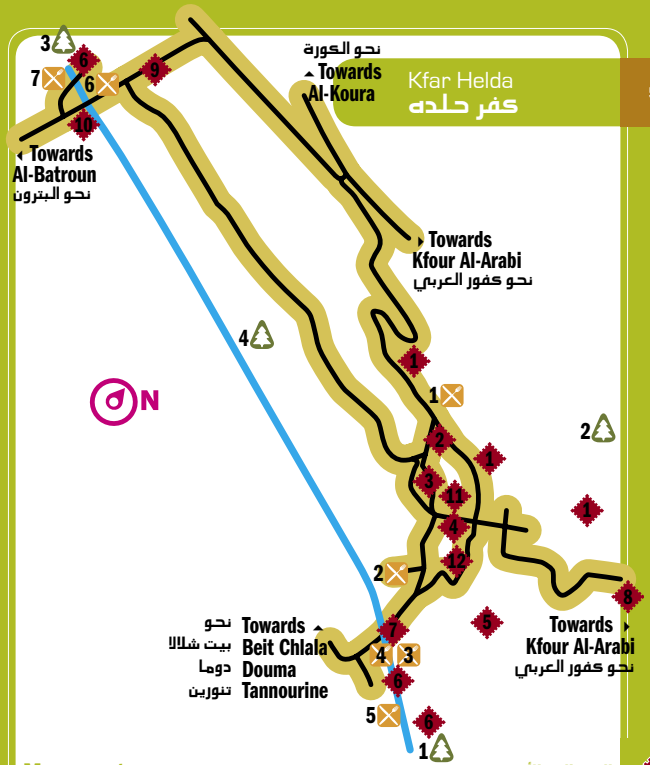 Kfar Helda
كفر حلده
نحو الكورة
Towards
Al-Koura
3
6
7
6
9
10
Towards
Al-Batroun
نحو البترون
Towards
Kfour Al-Arabi
نحو كفور العربي
4
N
1
1
2
2
1
3
11
1
4
12
2
8
7
5
Towards
Kfour Al-Arabi
نحو كفور العربي
نحو Towards
بيت شلالا Beit Chlala
دوما Douma
تنورين Tannourine
4
3
6
5
6
1